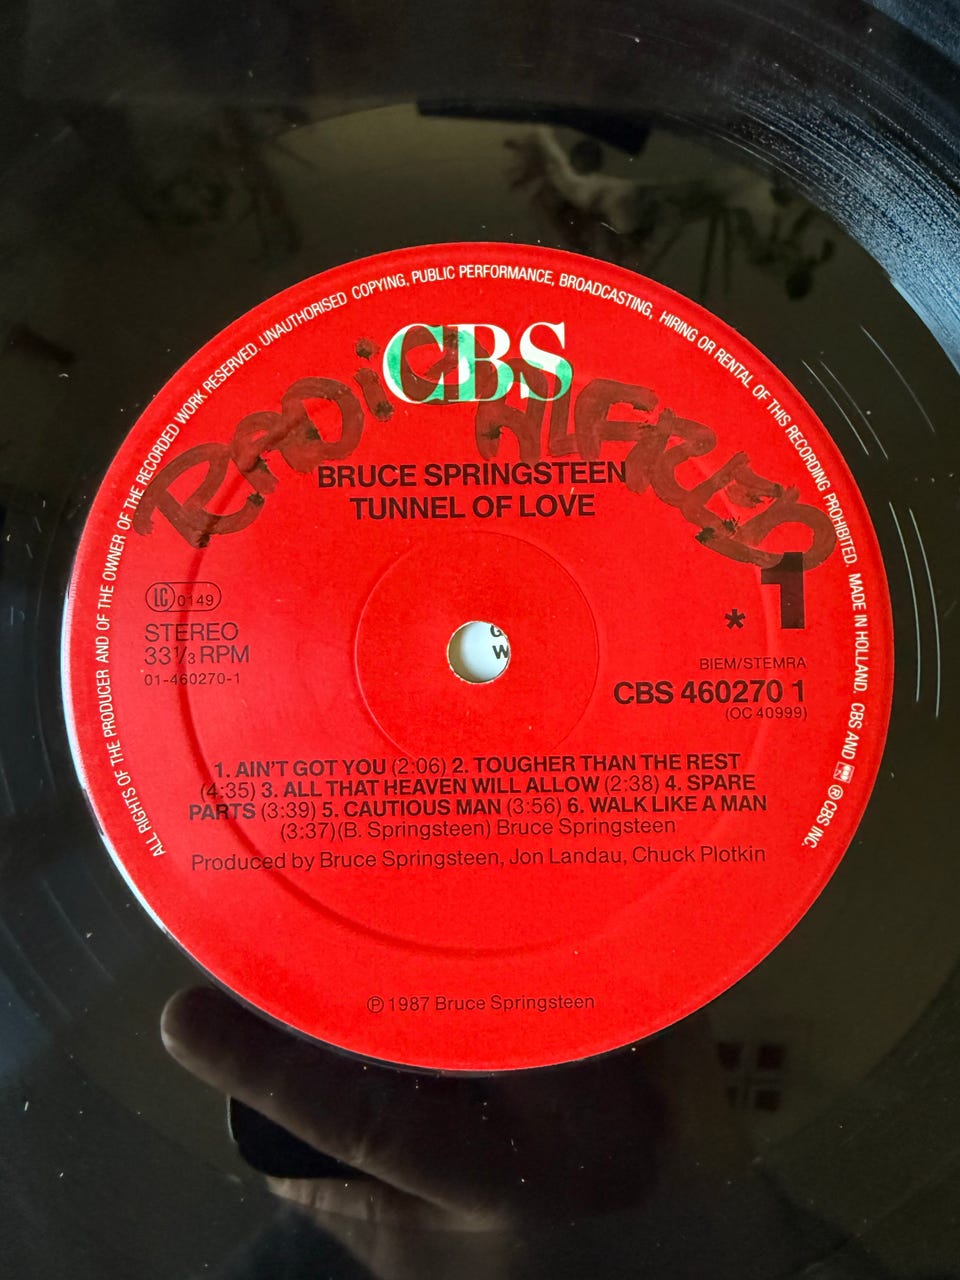 ALL RIGHTS OF THE PRODUCER AND OF THE OWNER OF THE RECORDED WORK RESERVED. UNAUTHORISED COPYING, PUBLIC PERFORMANCE, BROADCASTING, HIRING OR RENTAL OF THIS RECORDING PROHIBITED. MADE IN HOLLAND. CBS AND ® CBS INC.
CBS
RADIO ALFRED
BRUCE SPRINGSTEEN
TUNNEL OF LOVE
LC 0149
STEREO
33⅓ RPM
01-460270-1
* 1
BIEM/STEMRA
CBS 460270 1
(OC 40999)
1. AIN'T GOT YOU (2:06) 2. TOUGHER THAN THE REST
(4:35) 3. ALL THAT HEAVEN WILL ALLOW (2:38) 4. SPARE
PARTS (3:39) 5. CAUTIOUS MAN (3:56) 6. WALK LIKE A MAN
(3:37)(B. Springsteen) Bruce Springsteen
Produced by Bruce Springsteen, Jon Landau, Chuck Plotkin
℗ 1987 Bruce Springsteen